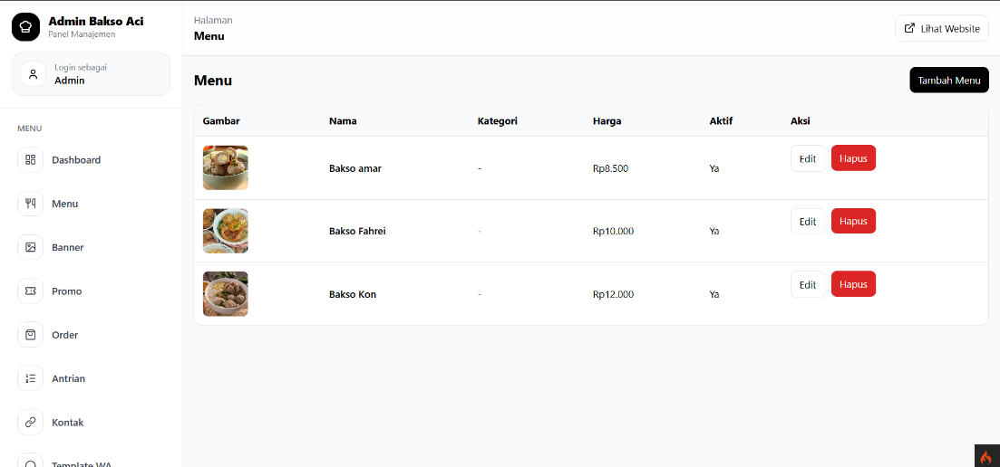 Admin Bakso Aci
Panel Manajemen
Login sebagai
Admin
MENU
Dashboard
Menu
Banner
Promo
Order
Antrian
Kontak
Template WA
Halaman
Menu
Lihat Website
Menu
Tambah Menu
Gambar Nama Kategori Harga Aktif Aksi
Bakso amar - Rp8.500 Ya Edit Hapus
Bakso Fahrei - Rp10.000 Ya Edit Hapus
Bakso Kon - Rp12.000 Ya Edit Hapus